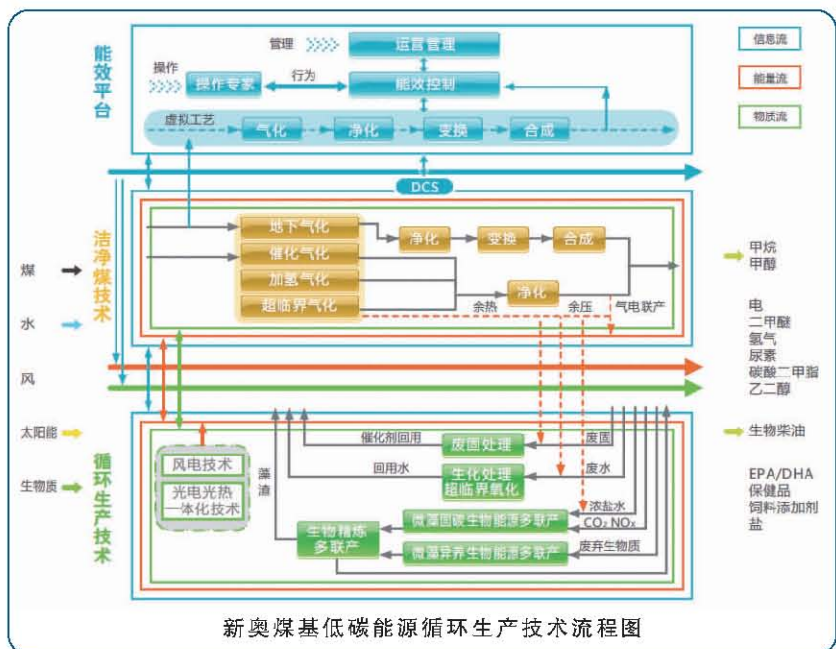 能效平台
管理
运营管理
操作
操作专家
行为
能效控制
虚拟工艺
气化
净化
变换
合成
信息流
能量流
物质流
DCS
洁净煤技术
地下气化
催化气化
加氢气化
超临界气化
净化
变换
合成
净化
余热
余压
气电联产
煤
水
风
太阳能
生物质
甲烷
甲醇
电
二甲醚
氢气
尿素
碳酸二甲脂
乙二醇
生物柴油
EPA/DHA
保健品
饲料添加剂
盐
循环生产技术
风电技术
光电光热
一体化技术
催化剂回用
废固处理
废固
回用水
生化处理
超临界氧化
废水
藻渣
浓盐水
微藻固碳生物能源多联产
CO₂ NOₓ
生物精炼
多联产
微藻异养生物能源多联产
废弃生物质
新奥煤基低碳能源循环生产技术流程图